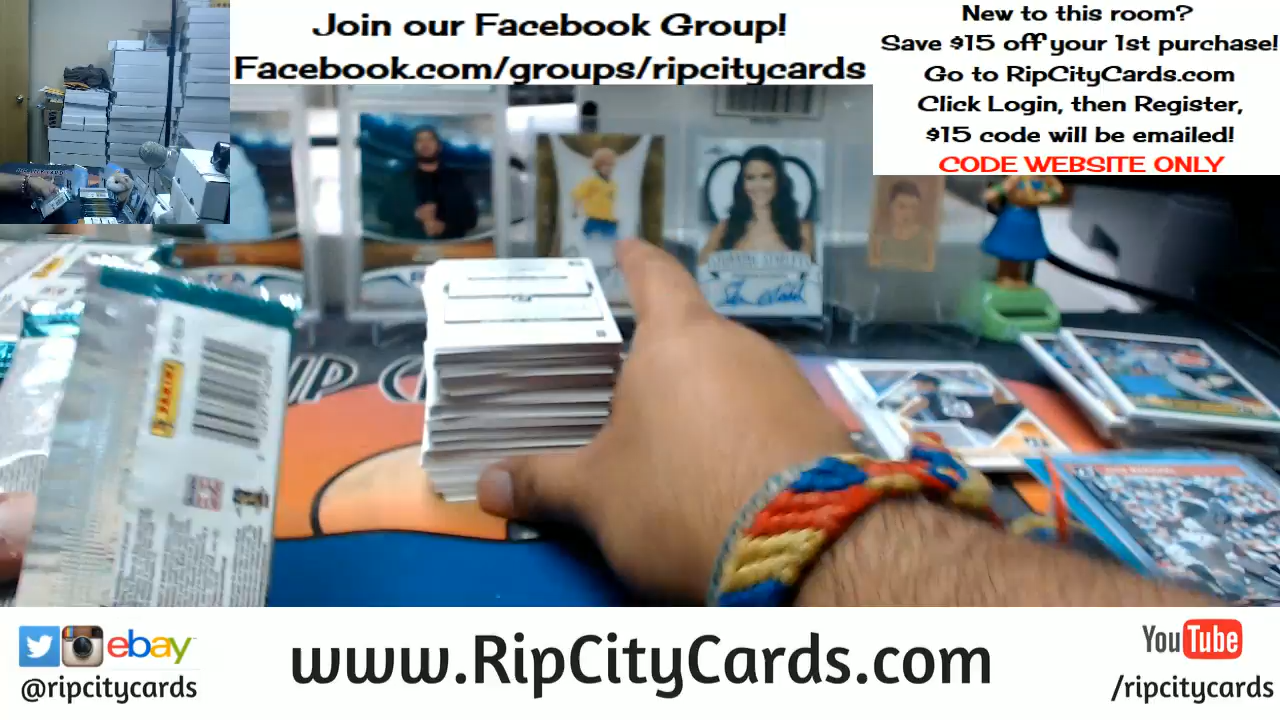 Join our Facebook Group!
Facebook.com/groups/ripcitycards
New to this room?
Save $15 off your 1st purchase!
Go to RipCityCards.com
Click Login, then Register,
$15 code will be emailed!
CODE WEBSITE ONLY
PANINI
ebay
@ripcitycards
www.RipCityCards.com
YouTube
/ripcitycards